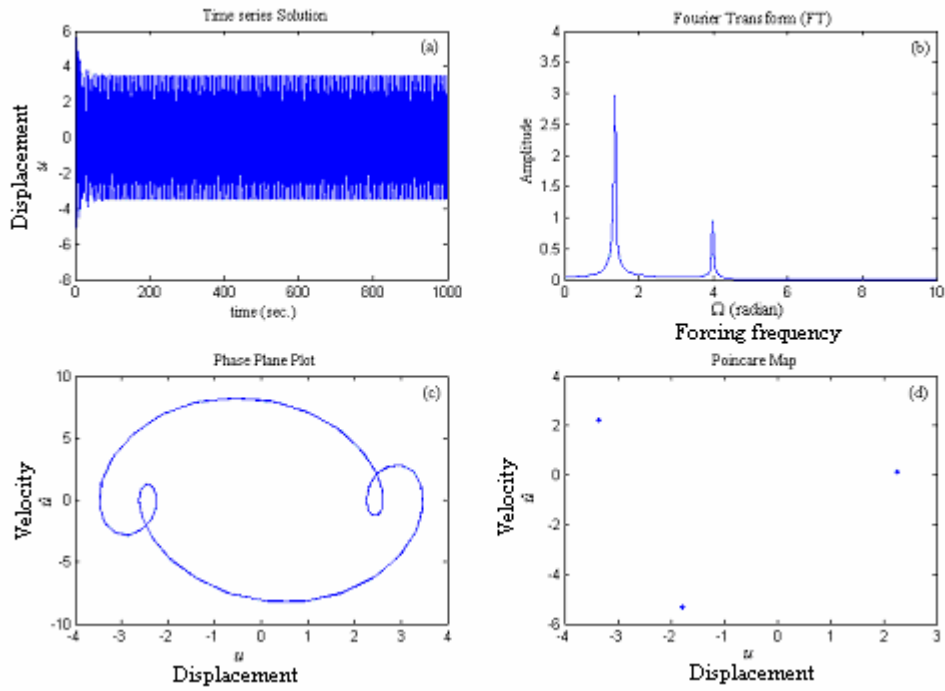 Time series Solution
(a)
6
4
2
0
-2
-4
-6
-8
Displacement
u
0 200 400 600 800 1000
time (sec.)
Fourier Transform (FT)
(b)
4
3.5
3
2.5
2
1.5
1
0.5
0
Amplitude
0 2 4 6 8 10
Ω (radian)
Forcing frequency
Phase Plane Plot
(c)
10
5
0
-5
-10
Velocity
u̇
-4 -3 -2 -1 0 1 2 3 4
u
Displacement
Poincare Map
(d)
4
2
0
-2
-4
-6
Velocity
u̇
-4 -3 -2 -1 0 1 2 3
u
Displacement